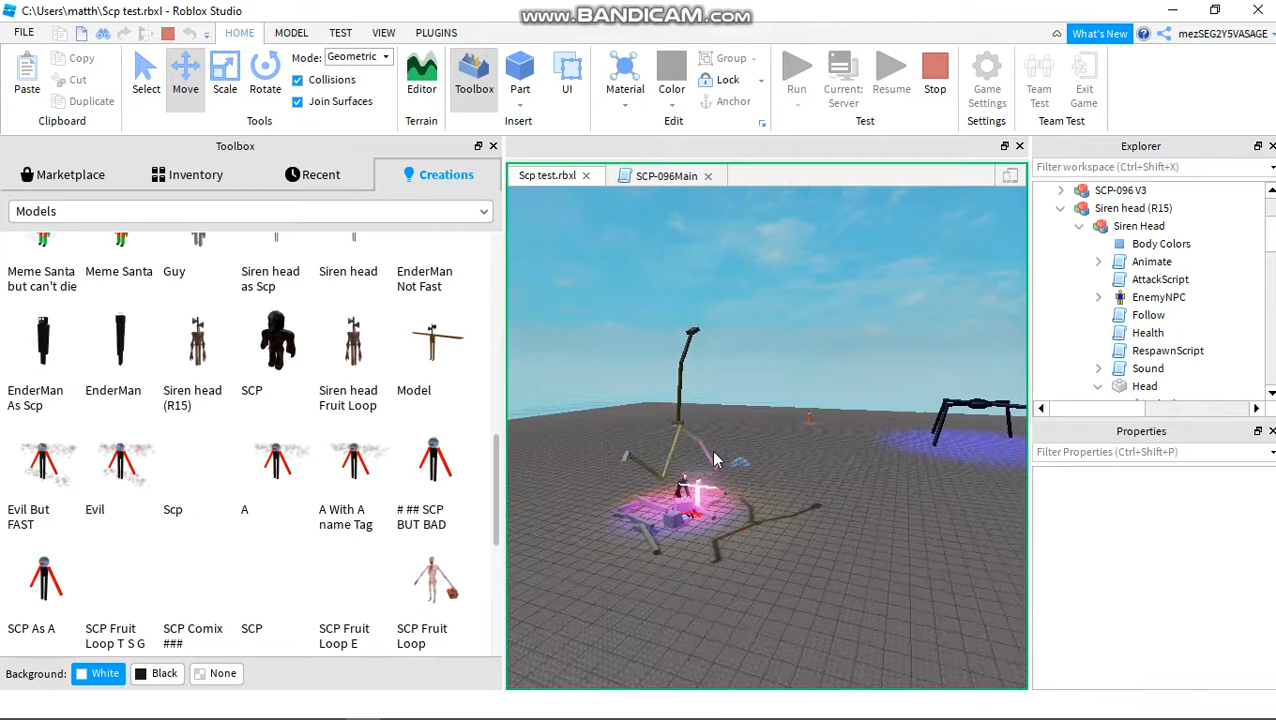 C:\Users\matth\Scp test.rbxl - Roblox Studio
www.BANDICAM.com
FILE HOME MODEL TEST VIEW PLUGINS
What's New mezSEG2Y5VASAGE
Paste Copy Cut Duplicate
Clipboard
Select Move Scale Rotate
Mode: Geometric
Collisions
Join Surfaces
Tools
Editor
Terrain
Toolbox Part UI
Insert
Material Color Group Lock Anchor
Edit
Run Current: Server Resume Stop
Test
Game Settings
Settings
Team Test Exit Game
Team Test
Toolbox
Marketplace Inventory Recent Creations
Models
Meme Santa but can't die
Meme Santa
Guy
Siren head as Scp
Siren head
EnderMan Not Fast
EnderMan As Scp
EnderMan
Siren head (R15)
SCP
Siren head Fruit Loop
Model
Evil But FAST
Evil
Scp
A
A With A name Tag
# ## SCP BUT BAD
SCP As A
SCP Fruit Loop T S G
SCP Comix ###
SCP
SCP Fruit Loop E
SCP Fruit Loop
Background: White Black None
Scp test.rbxl SCP-096Main
Explorer
Filter workspace (Ctrl+Shift+X)
SCP-096 V3
Siren head (R15)
Siren Head
Body Colors
Animate
AttackScript
EnemyNPC
Follow
Health
RespawnScript
Sound
Head
Properties
Filter Properties (Ctrl+Shift+P)